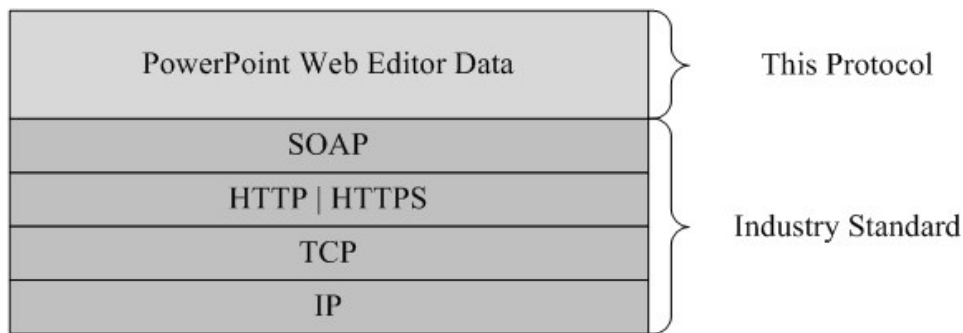 PowerPoint Web Editor Data
This Protocol
SOAP
HTTP | HTTPS
TCP
IP
Industry Standard